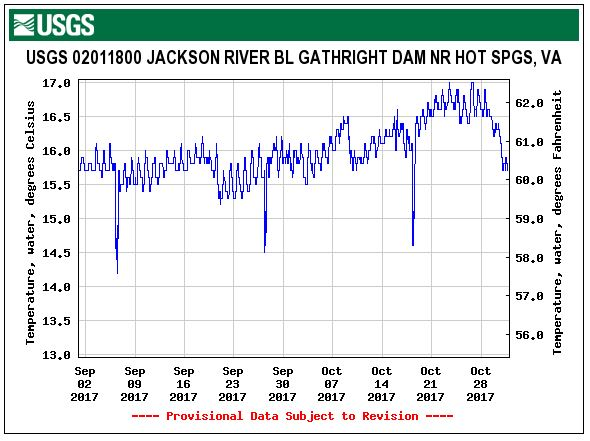 USGS
USGS 02011800 JACKSON RIVER BL GATHRIGHT DAM NR HOT SPGS, VA
Temperature, water, degrees Celsius
17.0
16.5
16.0
15.5
15.0
14.5
14.0
13.5
13.0
62.0
61.0
60.0
59.0
58.0
57.0
56.0
Temperature, water, degrees Fahrenheit
Sep Sep Sep Sep Sep Oct Oct Oct Oct
02 09 16 23 30 07 14 21 28
2017 2017 2017 2017 2017 2017 2017 2017 2017
---- Provisional Data Subject to Revision ----